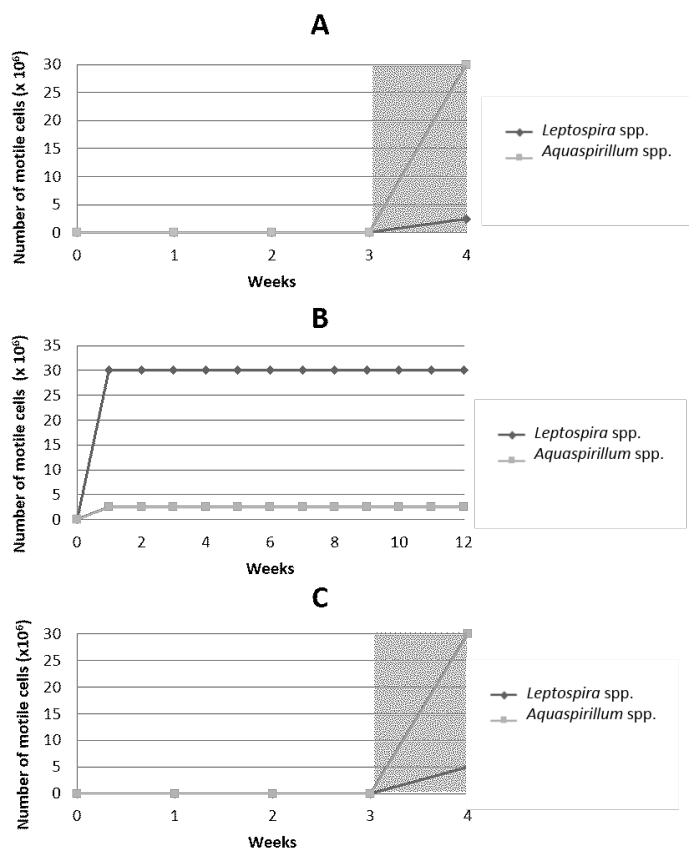 A
Number of motile cells (x 10⁶)
30
25
20
15
10
5
0
0 1 2 3 4
Weeks
Leptospira spp.
Aquaspirillum spp.
B
Number of motile cells (x 10⁶)
35
30
25
20
15
10
5
0
0 2 4 6 8 10 12
Weeks
Leptospira spp.
Aquaspirillum spp.
C
Number of motile cells (x10⁶)
30
25
20
15
10
5
0
0 1 2 3 4
Weeks
Leptospira spp.
Aquaspirillum spp.